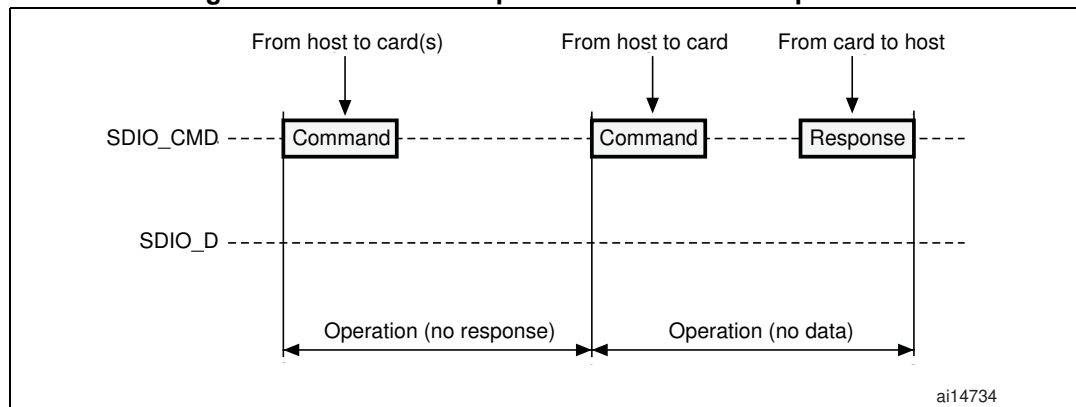 From host to card(s) From host to card From card to host
SDIO_CMD Command Command Response
SDIO_D
Operation (no response) Operation (no data)
ai14734